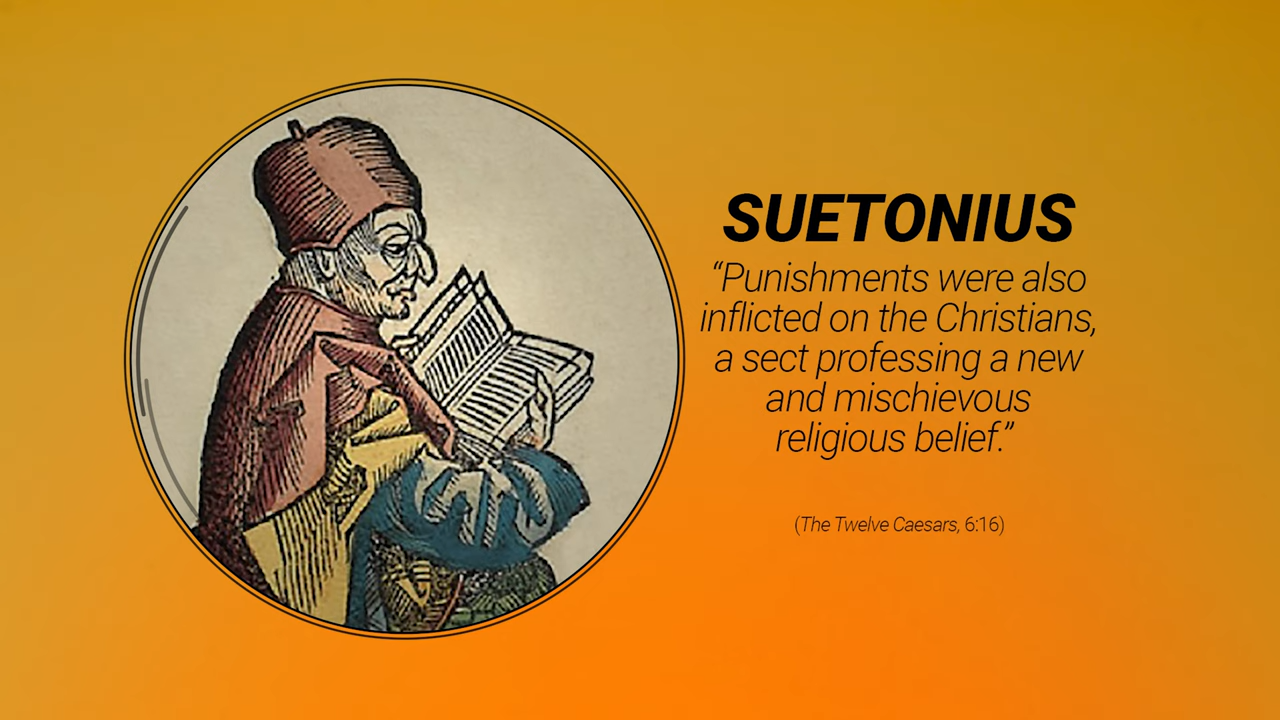 SUETONIUS
“Punishments were also
inflicted on the Christians,
a sect professing a new
and mischievous
religious belief.”
(The Twelve Caesars, 6:16)